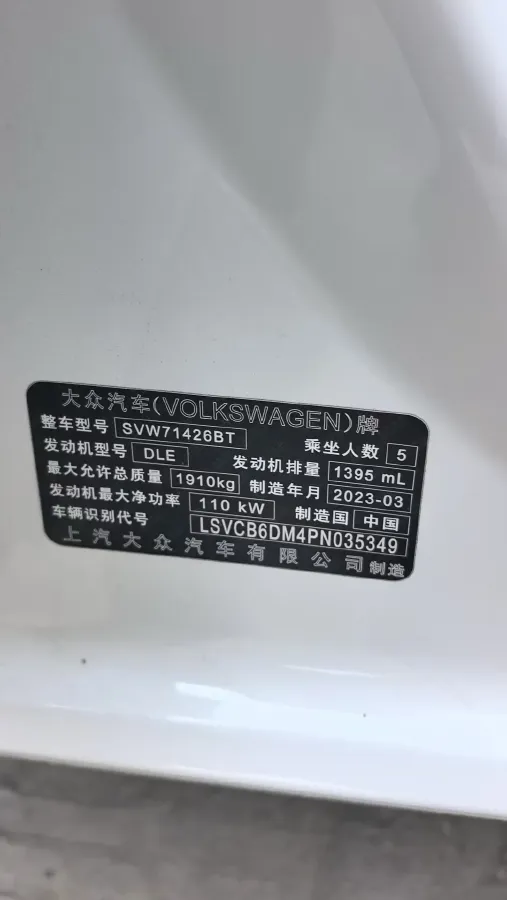 大众汽车(VOLKSWAGEN)牌
整车型号 SVW71426BT 乘坐人数 5
发动机型号 DLE 发动机排量 1395 mL
最大允许总质量 1910kg 制造年月 2023-03
发动机最大净功率 110 kW 制造国 中国
车辆识别代号 LSVCB6DM4PN035349
上汽大众汽车有限公司制造